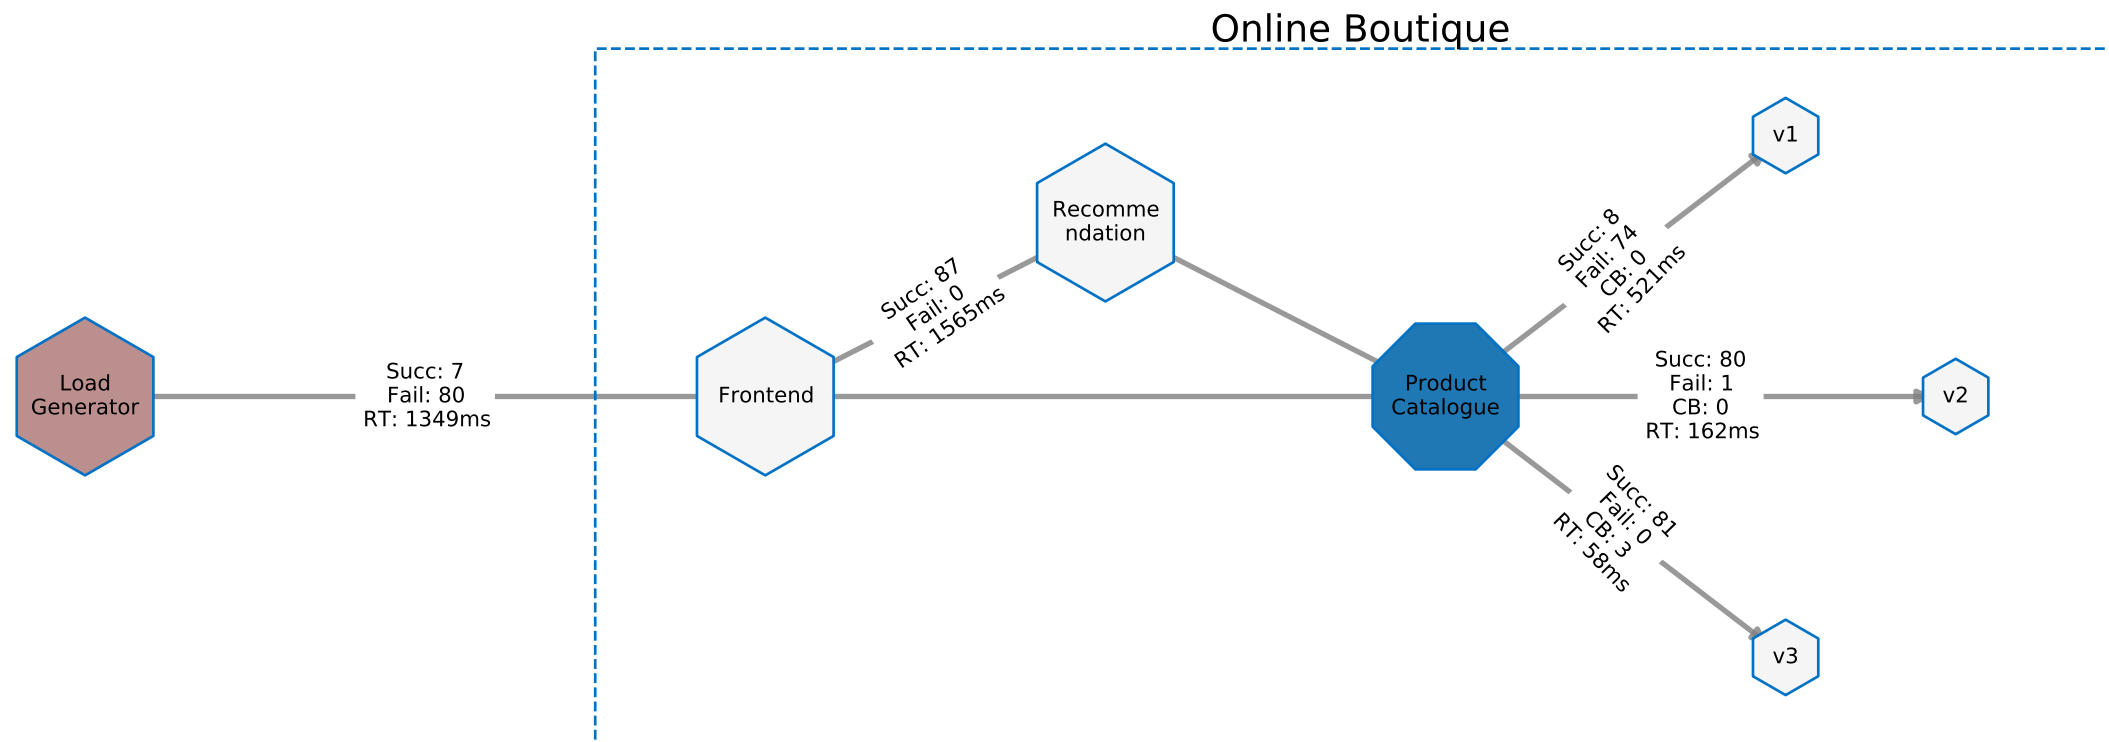 Online Boutique
Load
Generator
Succ: 7
Fail: 80
RT: 1349ms
Frontend
Succ: 87
Fail: 0
RT: 1565ms
Recomme
ndation
Product
Catalogue
Succ: 8
Fail: 74
CB: 0
RT: 521ms
v1
Succ: 80
Fail: 1
CB: 0
RT: 162ms
v2
Succ: 81
Fail: 0
CB: 3
RT: 58ms
v3